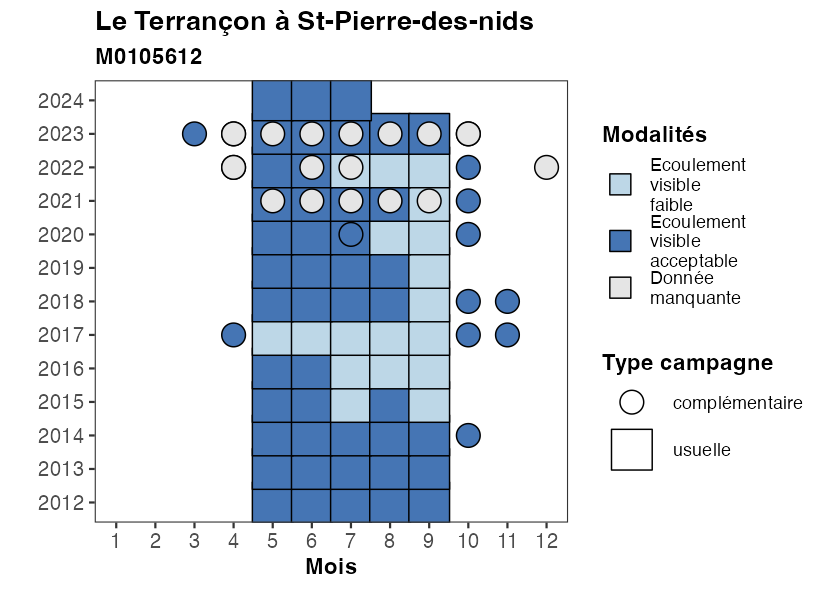 Le Terrançon à St-Pierre-des-nids
M0105612
2024
2023
2022
2021
2020
2019
2018
2017
2016
2015
2014
2013
2012
1 2 3 4 5 6 7 8 9 10 11 12
Mois
Modalités
Ecoulement
visible
faible
Ecoulement
visible
acceptable
Donnée
manquante
Type campagne
complémentaire
usuelle